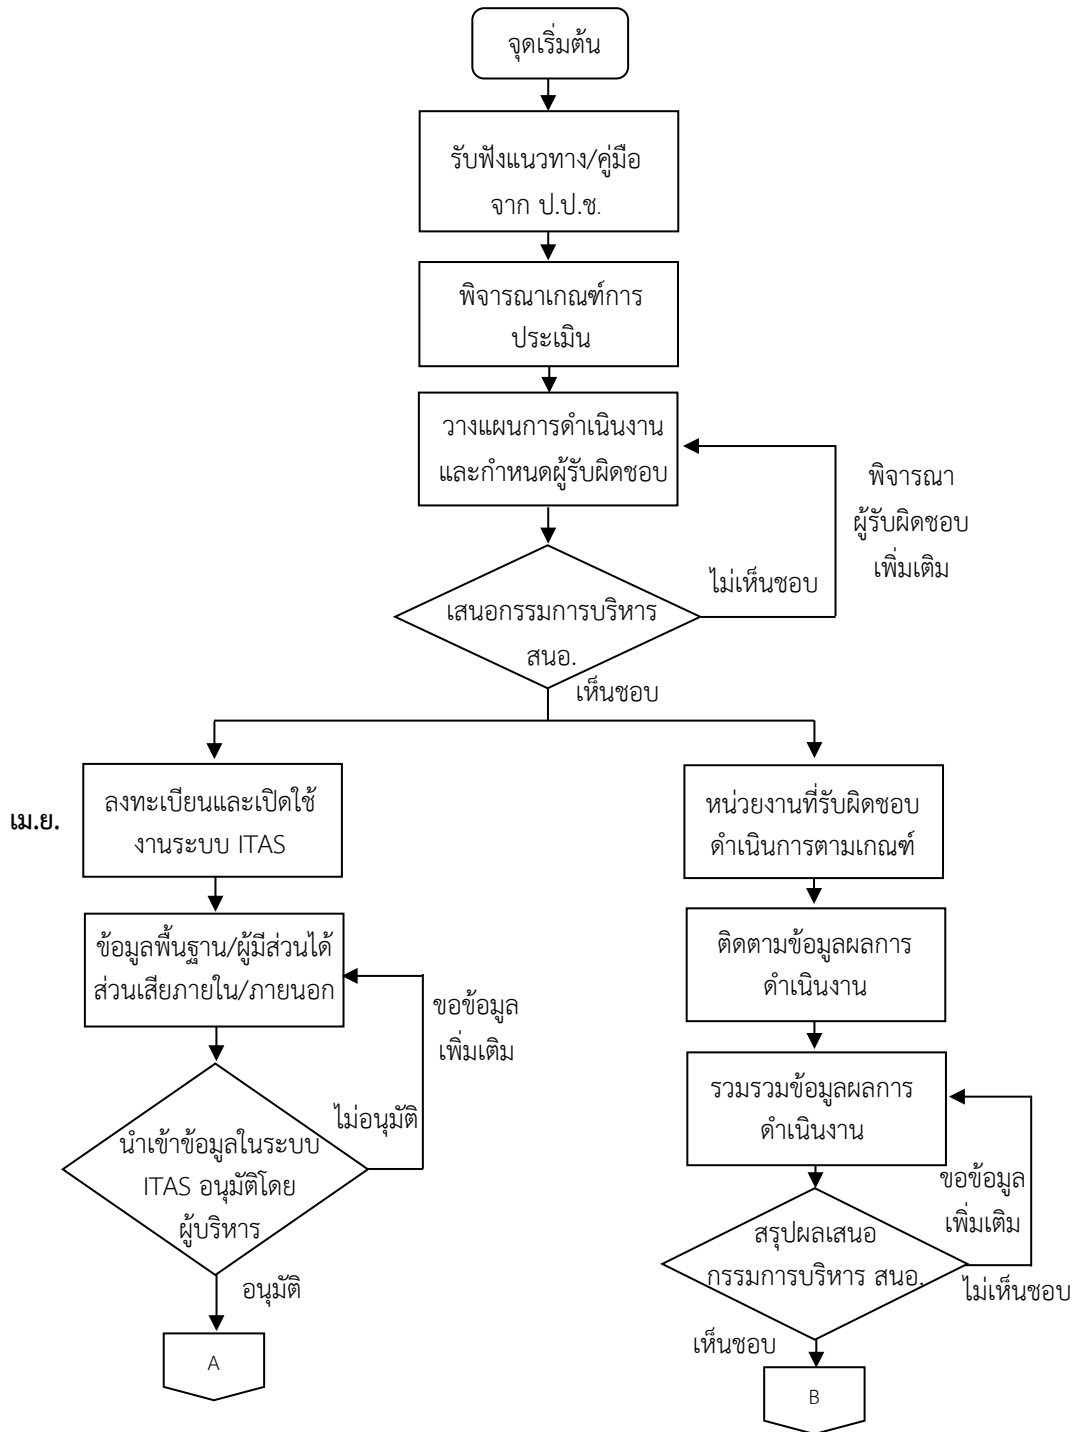 จุดเริ่มต้น
รับฟังแนวทาง/คู่มือ
จาก ป.ป.ช.
พิจารณาเกณฑ์การ
ประเมิน
วางแผนการดำเนินงาน
และกำหนดผู้รับผิดชอบ
พิจารณา
ผู้รับผิดชอบ
เพิ่มเติม
ไม่เห็นชอบ
เสนอกรรมการบริหาร
สนอ.
เห็นชอบ
เม.ย.
ลงทะเบียนและเปิดใช้
งานระบบ ITAS
ข้อมูลพื้นฐาน/ผู้มีส่วนได้
ส่วนเสียภายใน/ภายนอก
ขอข้อมูล
เพิ่มเติม
ไม่อนุมัติ
นำเข้าข้อมูลในระบบ
ITAS อนุมัติโดย
ผู้บริหาร
อนุมัติ
A
หน่วยงานที่รับผิดชอบ
ดำเนินการตามเกณฑ์
ติดตามข้อมูลผลการ
ดำเนินงาน
รวมรวมข้อมูลผลการ
ดำเนินงาน
ขอข้อมูล
เพิ่มเติม
สรุปผลเสนอ
กรรมการบริหาร สนอ.
ไม่เห็นชอบ
เห็นชอบ
B